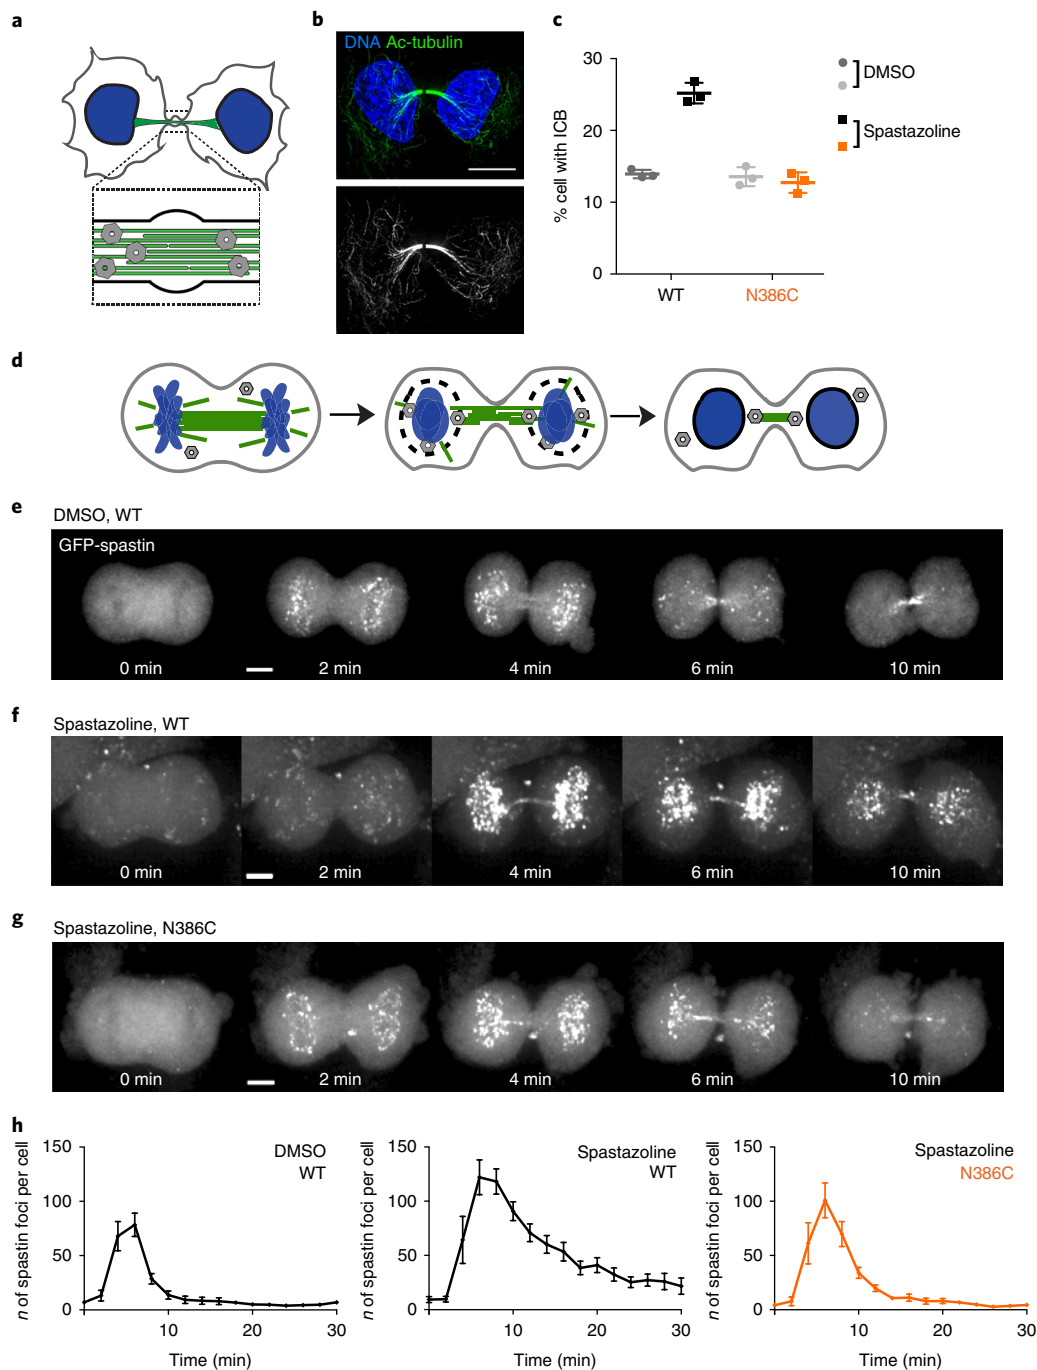 a
b
DNA Ac-tubulin
c
% cell with ICB
30
20
10
0
WT
N386C
DMSO
Spastazoline
d
e
DMSO, WT
GFP-spastin
0 min
2 min
4 min
6 min
10 min
f
Spastazoline, WT
0 min
2 min
4 min
6 min
10 min
g
Spastazoline, N386C
0 min
2 min
4 min
6 min
10 min
h
n of spastin foci per cell
150
100
50
0
10
20
30
Time (min)
DMSO
WT
n of spastin foci per cell
150
100
50
0
10
20
30
Time (min)
Spastazoline
WT
n of spastin foci per cell
150
100
50
0
10
20
30
Time (min)
Spastazoline
N386C